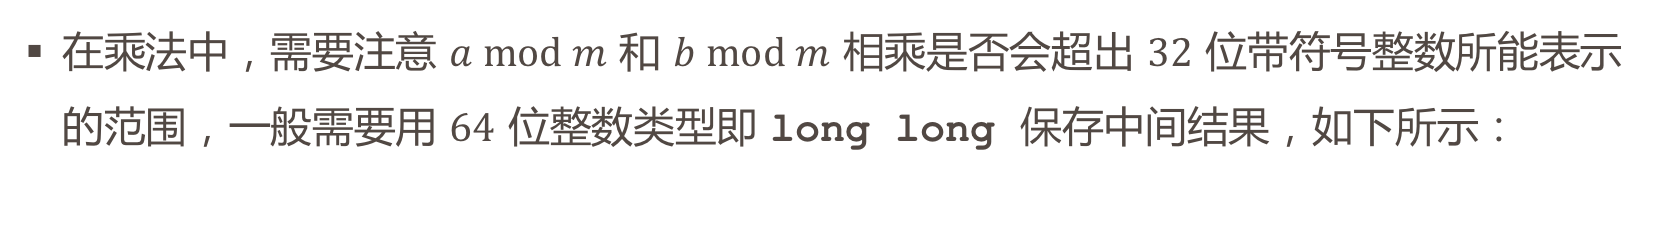 ▪ 在乘法中，需要注意 a mod m 和 b mod m 相乘是否会超出 32 位带符号整数所能表示
的范围，一般需要用 64 位整数类型即 long long 保存中间结果，如下所示：